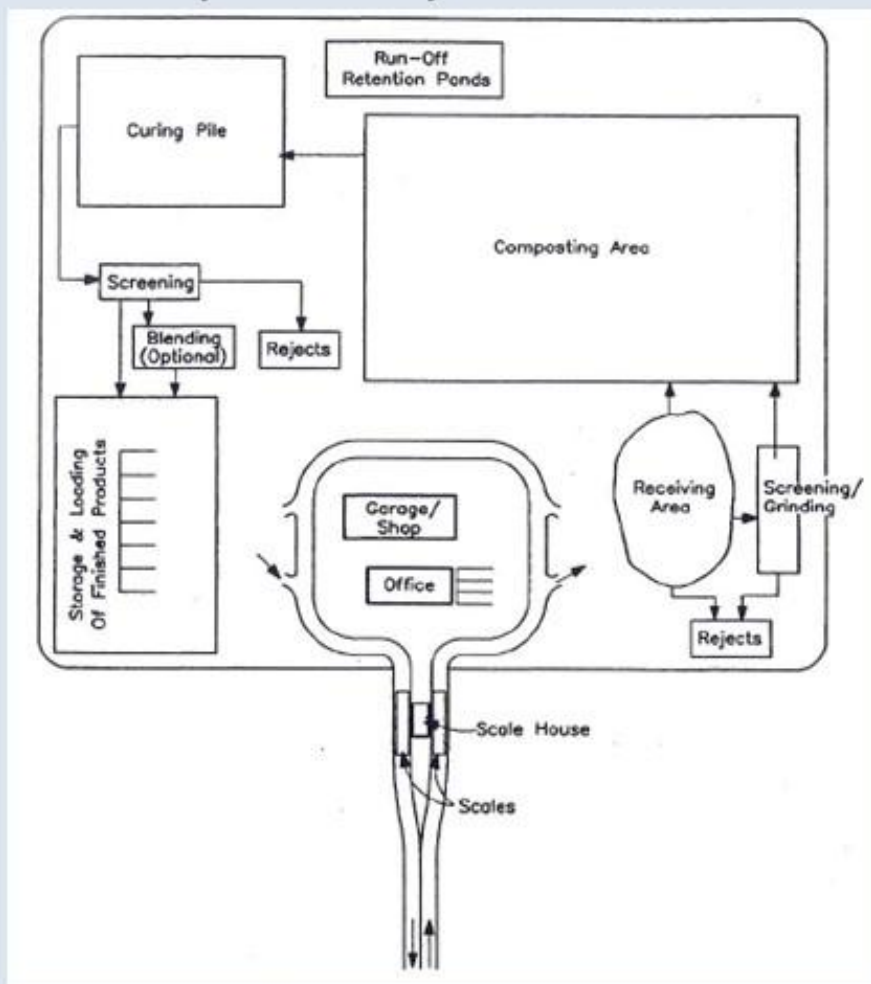 Run-Off
Retention Ponds
Curing Pile
Composting Area
Screening
Blending
(Optional)
Rejects
Storage & Loading
Of Finished Products
Garage/
Shop
Office
Receiving
Area
Screening/
Grinding
Rejects
Scale House
Scales